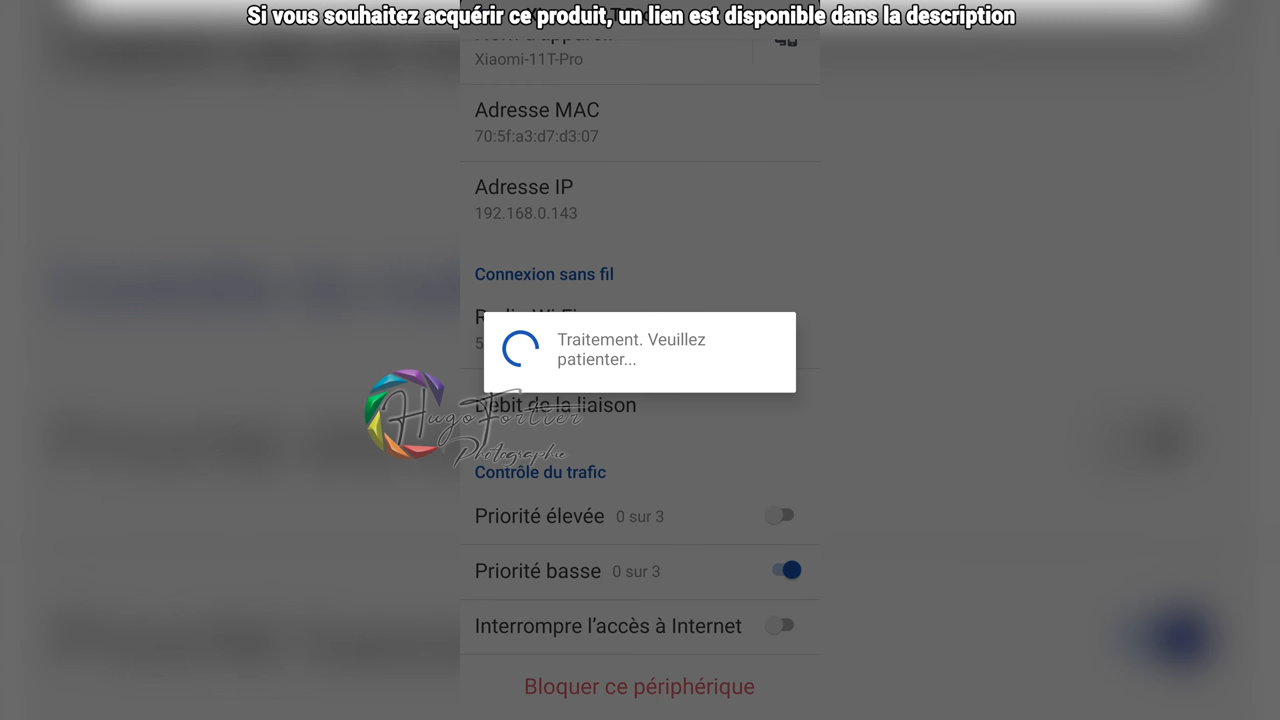 Si vous souhaitez acquérir ce produit, un lien est disponible dans la description
Xiaomi-11T-Pro
Adresse MAC
70:5f:a3:d7:d3:07
Adresse IP
192.168.0.143
Connexion sans fil
Traitement. Veuillez
patienter...
Débit de la liaison
HugoFortier
Photographie
Contrôle du trafic
Priorité élevée 0 sur 3
Priorité basse 0 sur 3
Interrompre l’accès à Internet
Bloquer ce périphérique